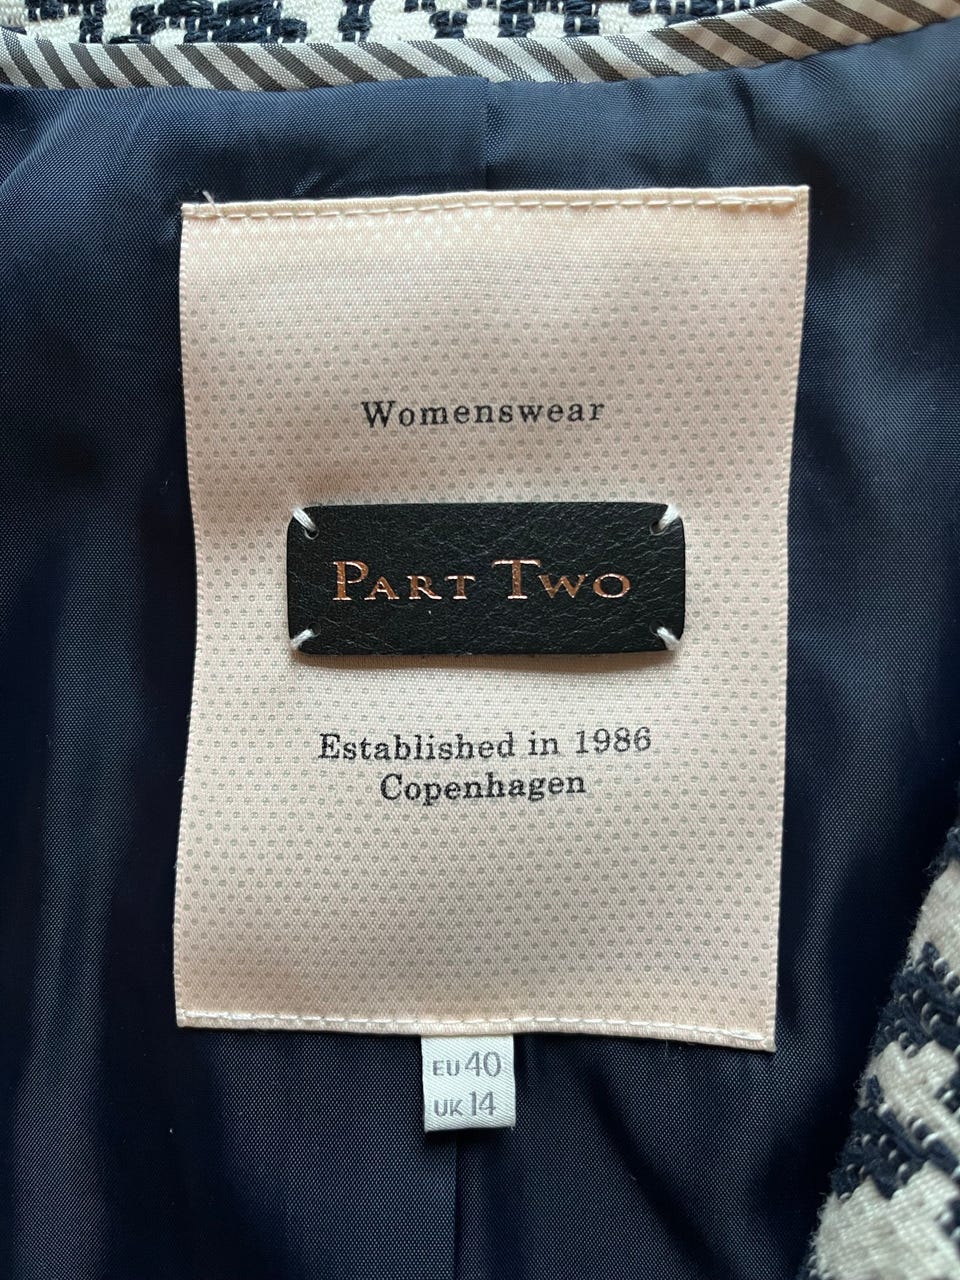 Womenswear
PART TWO
Established in 1986
Copenhagen
EU 40
UK 14